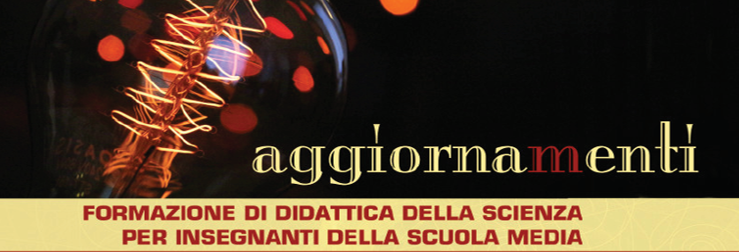 aggiornamenti
FORMAZIONE DI DIDATTICA DELLA SCIENZA
PER INSEGNANTI DELLA SCUOLA MEDIA